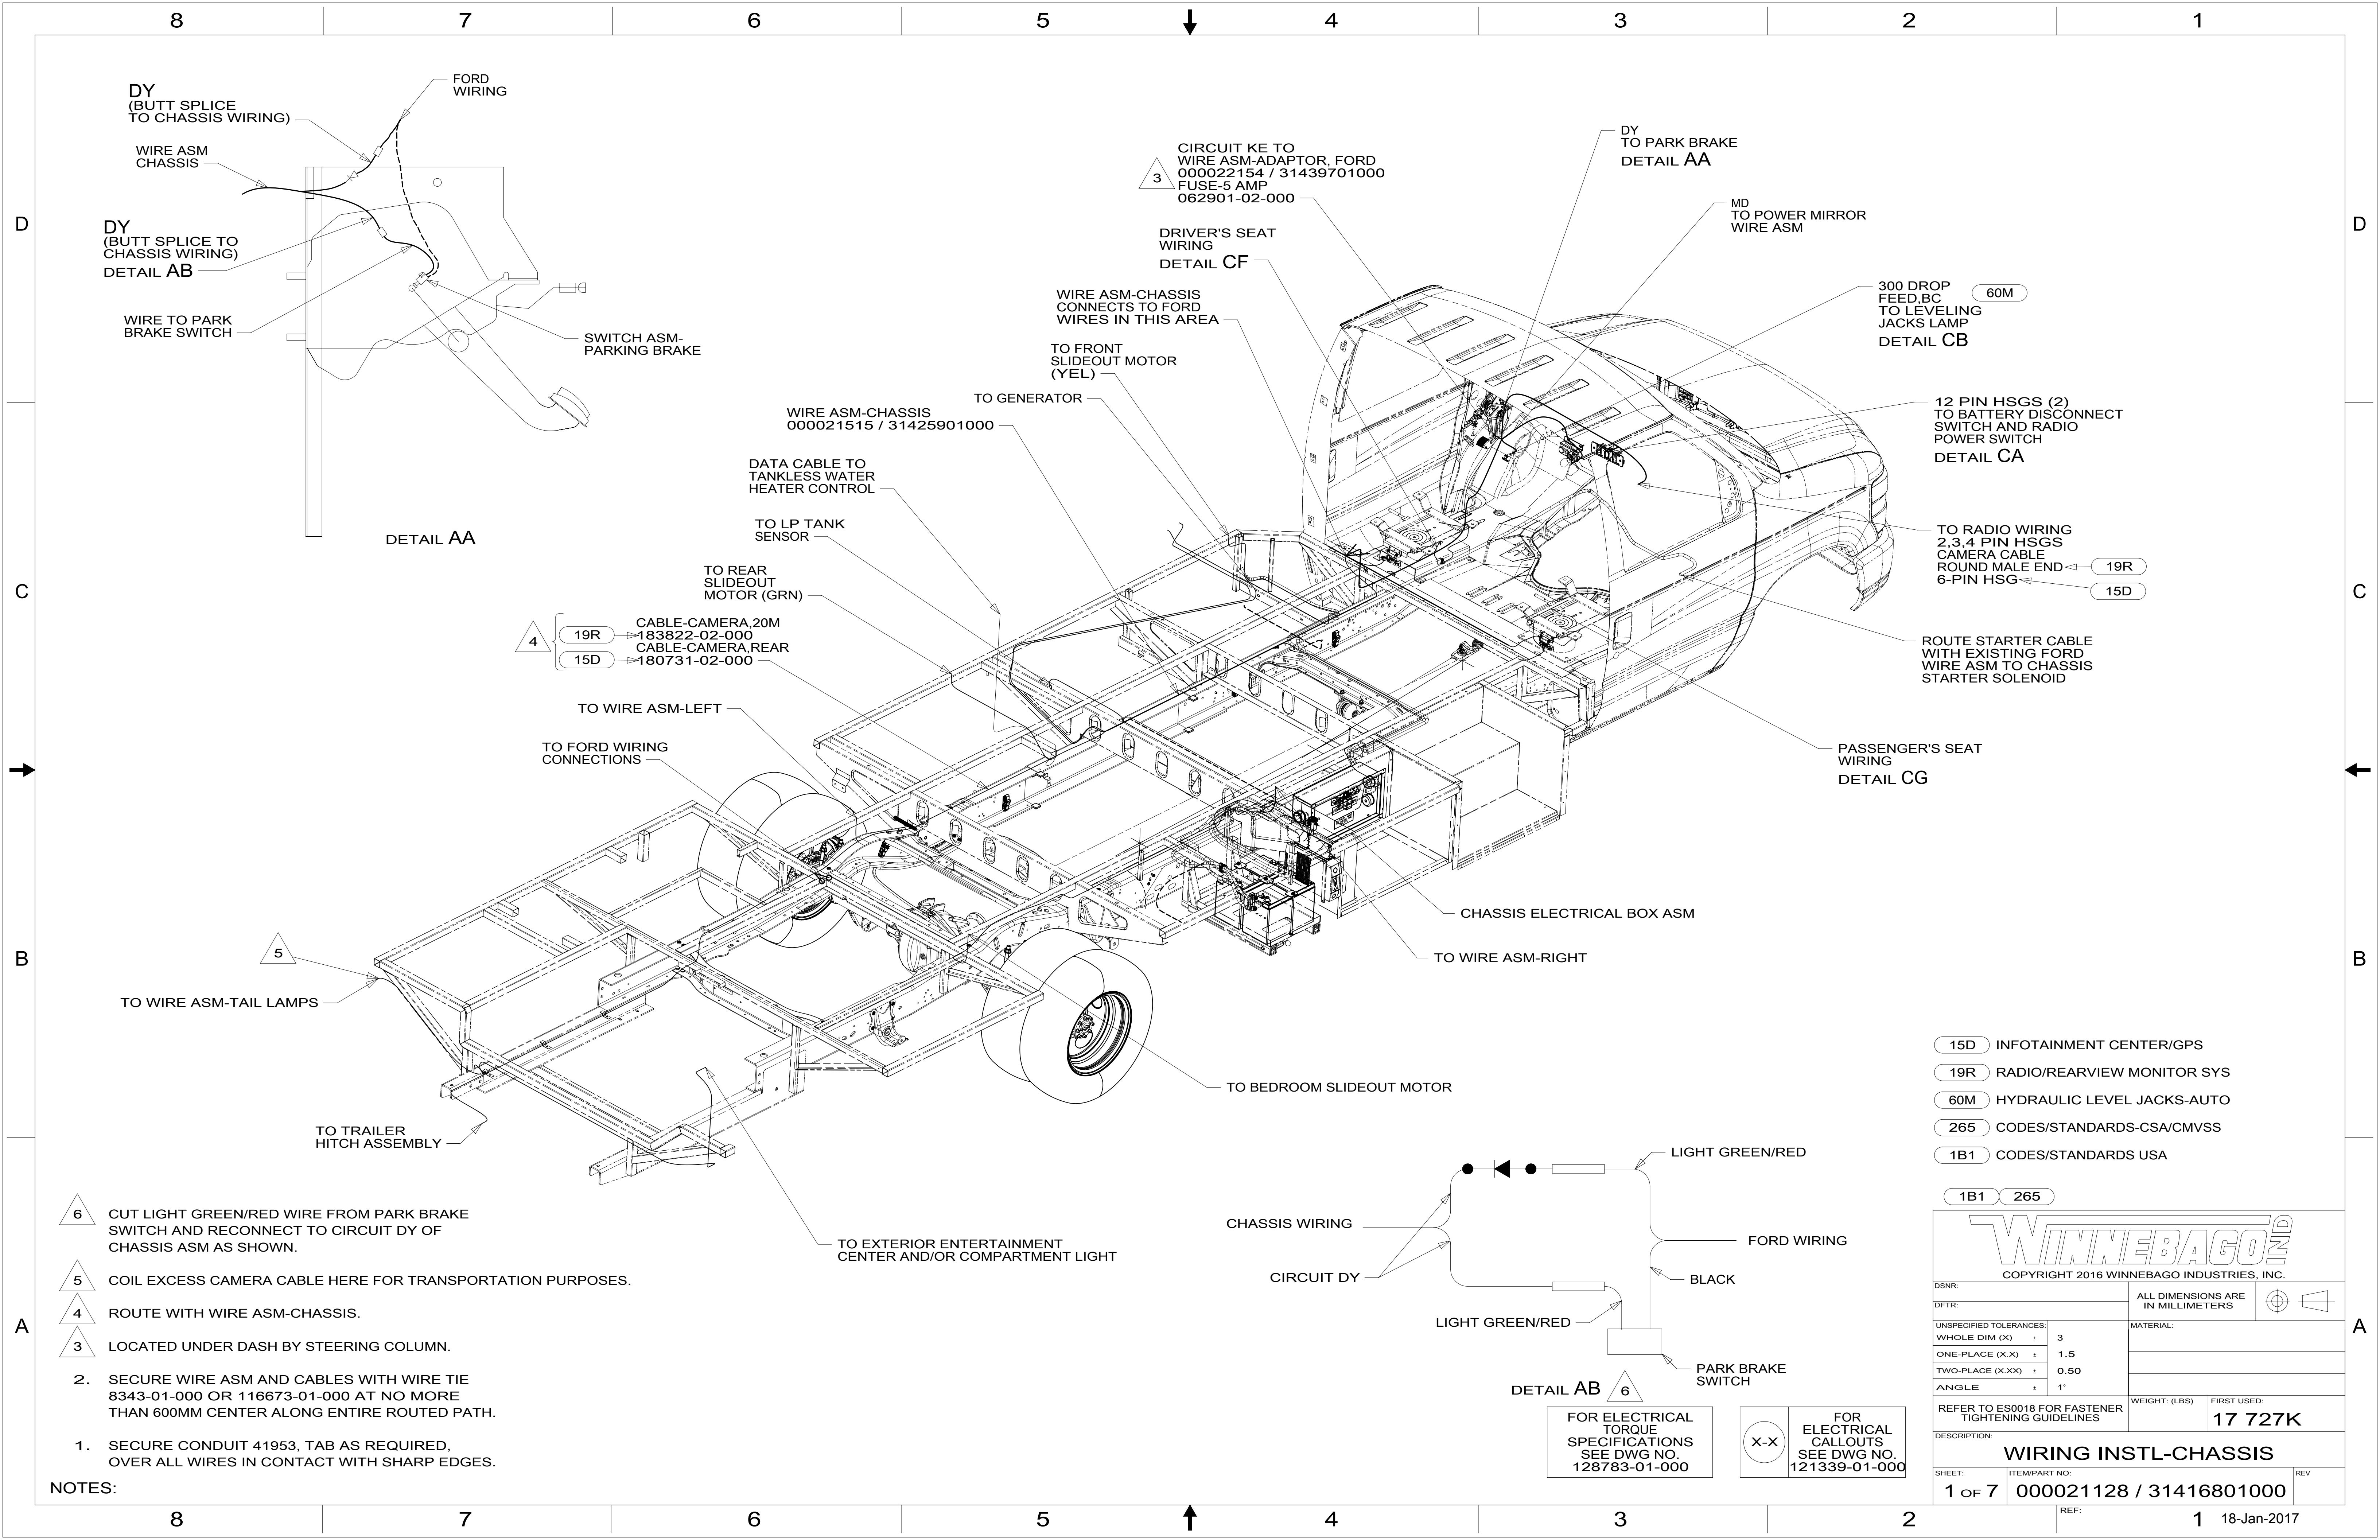 8 7 6 5 4 3 2 1
D
C
B
A
D
C
B
A
DY
(BUTT SPLICE
TO CHASSIS WIRING)
FORD
WIRING
WIRE ASM
CHASSIS
DY
(BUTT SPLICE TO
CHASSIS WIRING)
DETAIL AB
WIRE TO PARK
BRAKE SWITCH
SWITCH ASM-
PARKING BRAKE
DETAIL AA
3
CIRCUIT KE TO
WIRE ASM-ADAPTOR, FORD
000022154 / 31439701000
FUSE-5 AMP
062901-02-000
DRIVER'S SEAT
WIRING
DETAIL CF
WIRE ASM-CHASSIS
CONNECTS TO FORD
WIRES IN THIS AREA
TO FRONT
SLIDEOUT MOTOR
(YEL)
TO GENERATOR
WIRE ASM-CHASSIS
000021515 / 31425901000
DATA CABLE TO
TANKLESS WATER
HEATER CONTROL
TO LP TANK
SENSOR
TO REAR
SLIDEOUT
MOTOR (GRN)
4
CABLE-CAMERA,20M
19R 183822-02-000
CABLE-CAMERA,REAR
15D 180731-02-000
TO WIRE ASM-LEFT
TO FORD WIRING
CONNECTIONS
5
TO WIRE ASM-TAIL LAMPS
TO TRAILER
HITCH ASSEMBLY
DY
TO PARK BRAKE
DETAIL AA
MD
TO POWER MIRROR
WIRE ASM
300 DROP
FEED,BC
TO LEVELING
JACKS LAMP
DETAIL CB
60M
12 PIN HSGS (2)
TO BATTERY DISCONNECT
SWITCH AND RADIO
POWER SWITCH
DETAIL CA
TO RADIO WIRING
2,3,4 PIN HSGS
CAMERA CABLE
ROUND MALE END 19R
6-PIN HSG
15D
ROUTE STARTER CABLE
WITH EXISTING FORD
WIRE ASM TO CHASSIS
STARTER SOLENOID
PASSENGER'S SEAT
WIRING
DETAIL CG
CHASSIS ELECTRICAL BOX ASM
TO WIRE ASM-RIGHT
TO BEDROOM SLIDEOUT MOTOR
TO EXTERIOR ENTERTAINMENT
CENTER AND/OR COMPARTMENT LIGHT
15D INFOTAINMENT CENTER/GPS
19R RADIO/REARVIEW MONITOR SYS
60M HYDRAULIC LEVEL JACKS-AUTO
265 CODES/STANDARDS-CSA/CMVSS
1B1 CODES/STANDARDS USA
1B1 265
6 CUT LIGHT GREEN/RED WIRE FROM PARK BRAKE
SWITCH AND RECONNECT TO CIRCUIT DY OF
CHASSIS ASM AS SHOWN.
5 COIL EXCESS CAMERA CABLE HERE FOR TRANSPORTATION PURPOSES.
4 ROUTE WITH WIRE ASM-CHASSIS.
3 LOCATED UNDER DASH BY STEERING COLUMN.
2. SECURE WIRE ASM AND CABLES WITH WIRE TIE
8343-01-000 OR 116673-01-000 AT NO MORE
THAN 600MM CENTER ALONG ENTIRE ROUTED PATH.
1. SECURE CONDUIT 41953, TAB AS REQUIRED,
OVER ALL WIRES IN CONTACT WITH SHARP EDGES.
NOTES:
LIGHT GREEN/RED
CHASSIS WIRING
FORD WIRING
CIRCUIT DY
BLACK
LIGHT GREEN/RED
PARK BRAKE
SWITCH
DETAIL AB 6
FOR ELECTRICAL
TORQUE
SPECIFICATIONS
SEE DWG NO.
128783-01-000
X-X
FOR
ELECTRICAL
CALLOUTS
SEE DWG NO.
121339-01-000
WINNEBAGO IND
COPYRIGHT 2016 WINNEBAGO INDUSTRIES, INC.
DSNR:
DFTR:
ALL DIMENSIONS ARE
IN MILLIMETERS
UNSPECIFIED TOLERANCES:
WHOLE DIM (X) ± 3
ONE-PLACE (X.X) ± 1.5
TWO-PLACE (X.XX) ± 0.50
ANGLE ± 1°
MATERIAL:
REFER TO ES0018 FOR FASTENER
TIGHTENING GUIDELINES
WEIGHT: (LBS)
FIRST USED:
17 727K
DESCRIPTION:
WIRING INSTL-CHASSIS
SHEET:
1 OF 7
ITEM/PART NO:
000021128 / 31416801000
REV
REF:
18-Jan-2017
8 7 6 5 4 3 2 1